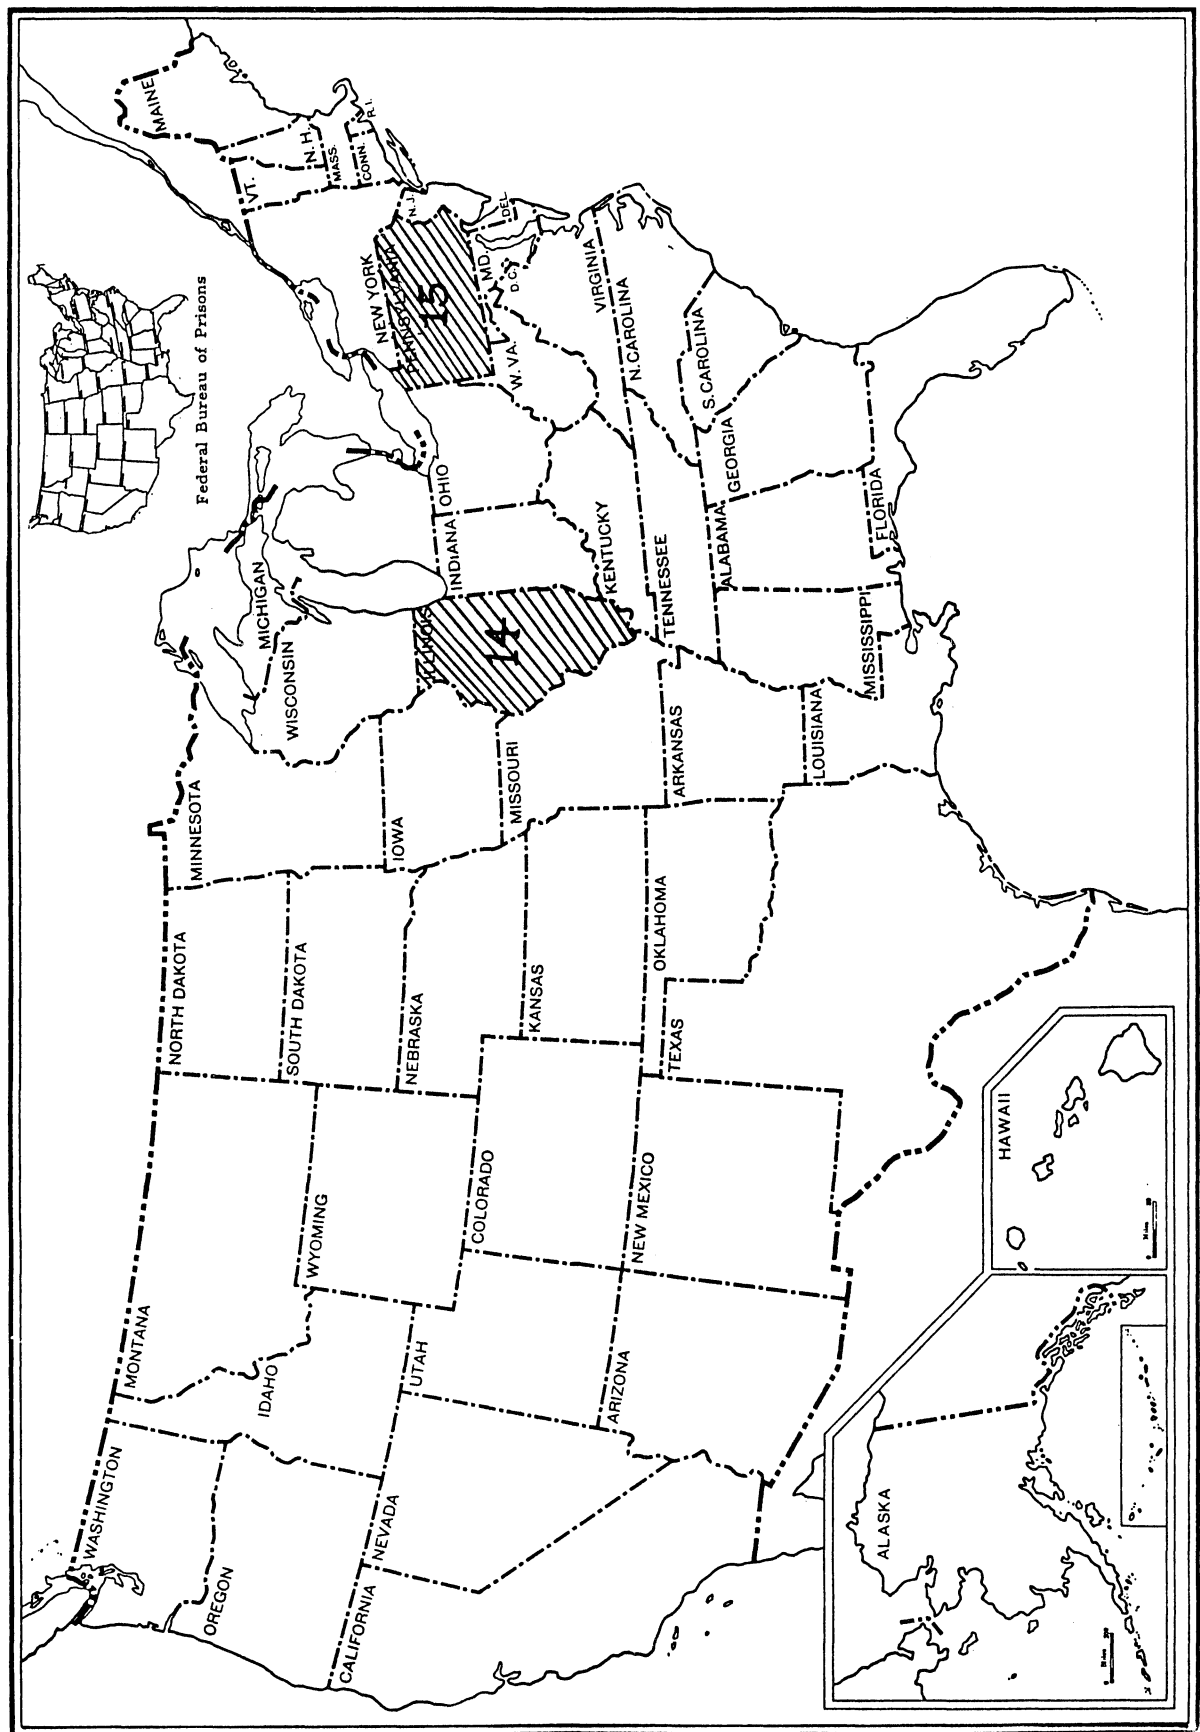 Federal Bureau of Prisons
WASHINGTON
MONTANA
NORTH DAKOTA
MINNESOTA
MAINE
VT.
N. H.
MASS.
CONN.
R.I.
OREGON
IDAHO
WYOMING
SOUTH DAKOTA
WISCONSIN
MICHIGAN
NEW YORK
PENNSYLVANIA
15
N.J.
CALIFORNIA
NEVADA
UTAH
COLORADO
NEBRASKA
IOWA
ILLINOIS
14
INDIANA
OHIO
W. VA.
MD.
D.C.
DEL.
ARIZONA
NEW MEXICO
KANSAS
MISSOURI
KENTUCKY
VIRGINIA
TEXAS
OKLAHOMA
ARKANSAS
TENNESSEE
N. CAROLINA
S. CAROLINA
LOUISIANA
MISSISSIPPI
ALABAMA
GEORGIA
FLORIDA
ALASKA
HAWAII